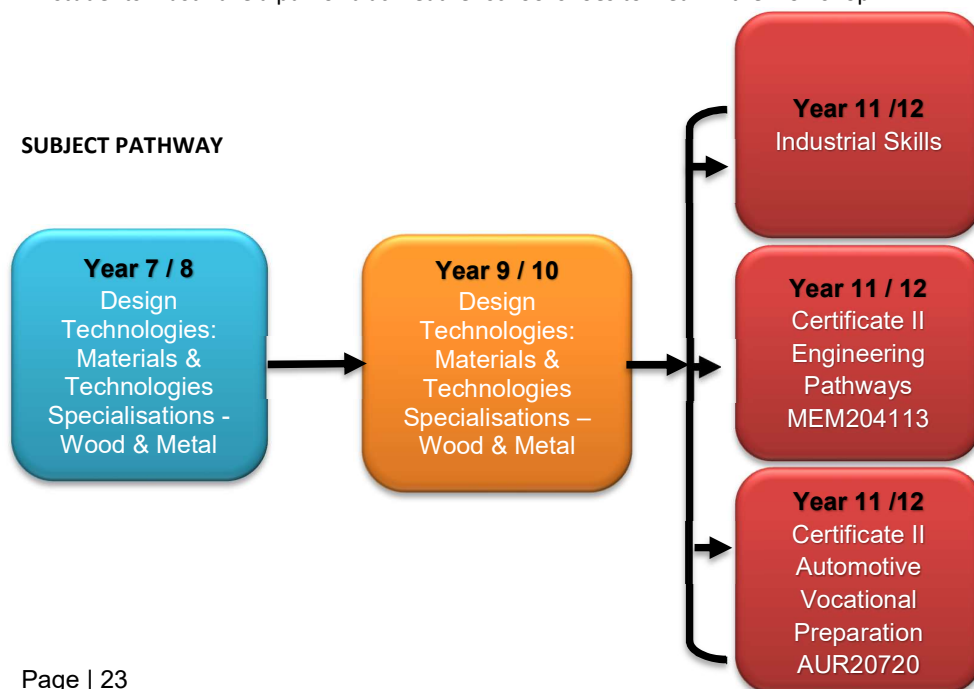 SUBJECT PATHWAY
Year 7 / 8
Design
Technologies:
Materials &
Technologies
Specialisations -
Wood & Metal
Year 9 / 10
Design
Technologies:
Materials &
Technologies
Specialisations –
Wood & Metal
Year 11 /12
Industrial Skills
Year 11 / 12
Certificate II
Engineering
Pathways
MEM204113
Year 11 /12
Certificate II
Automotive
Vocational
Preparation
AUR20720
Page | 23